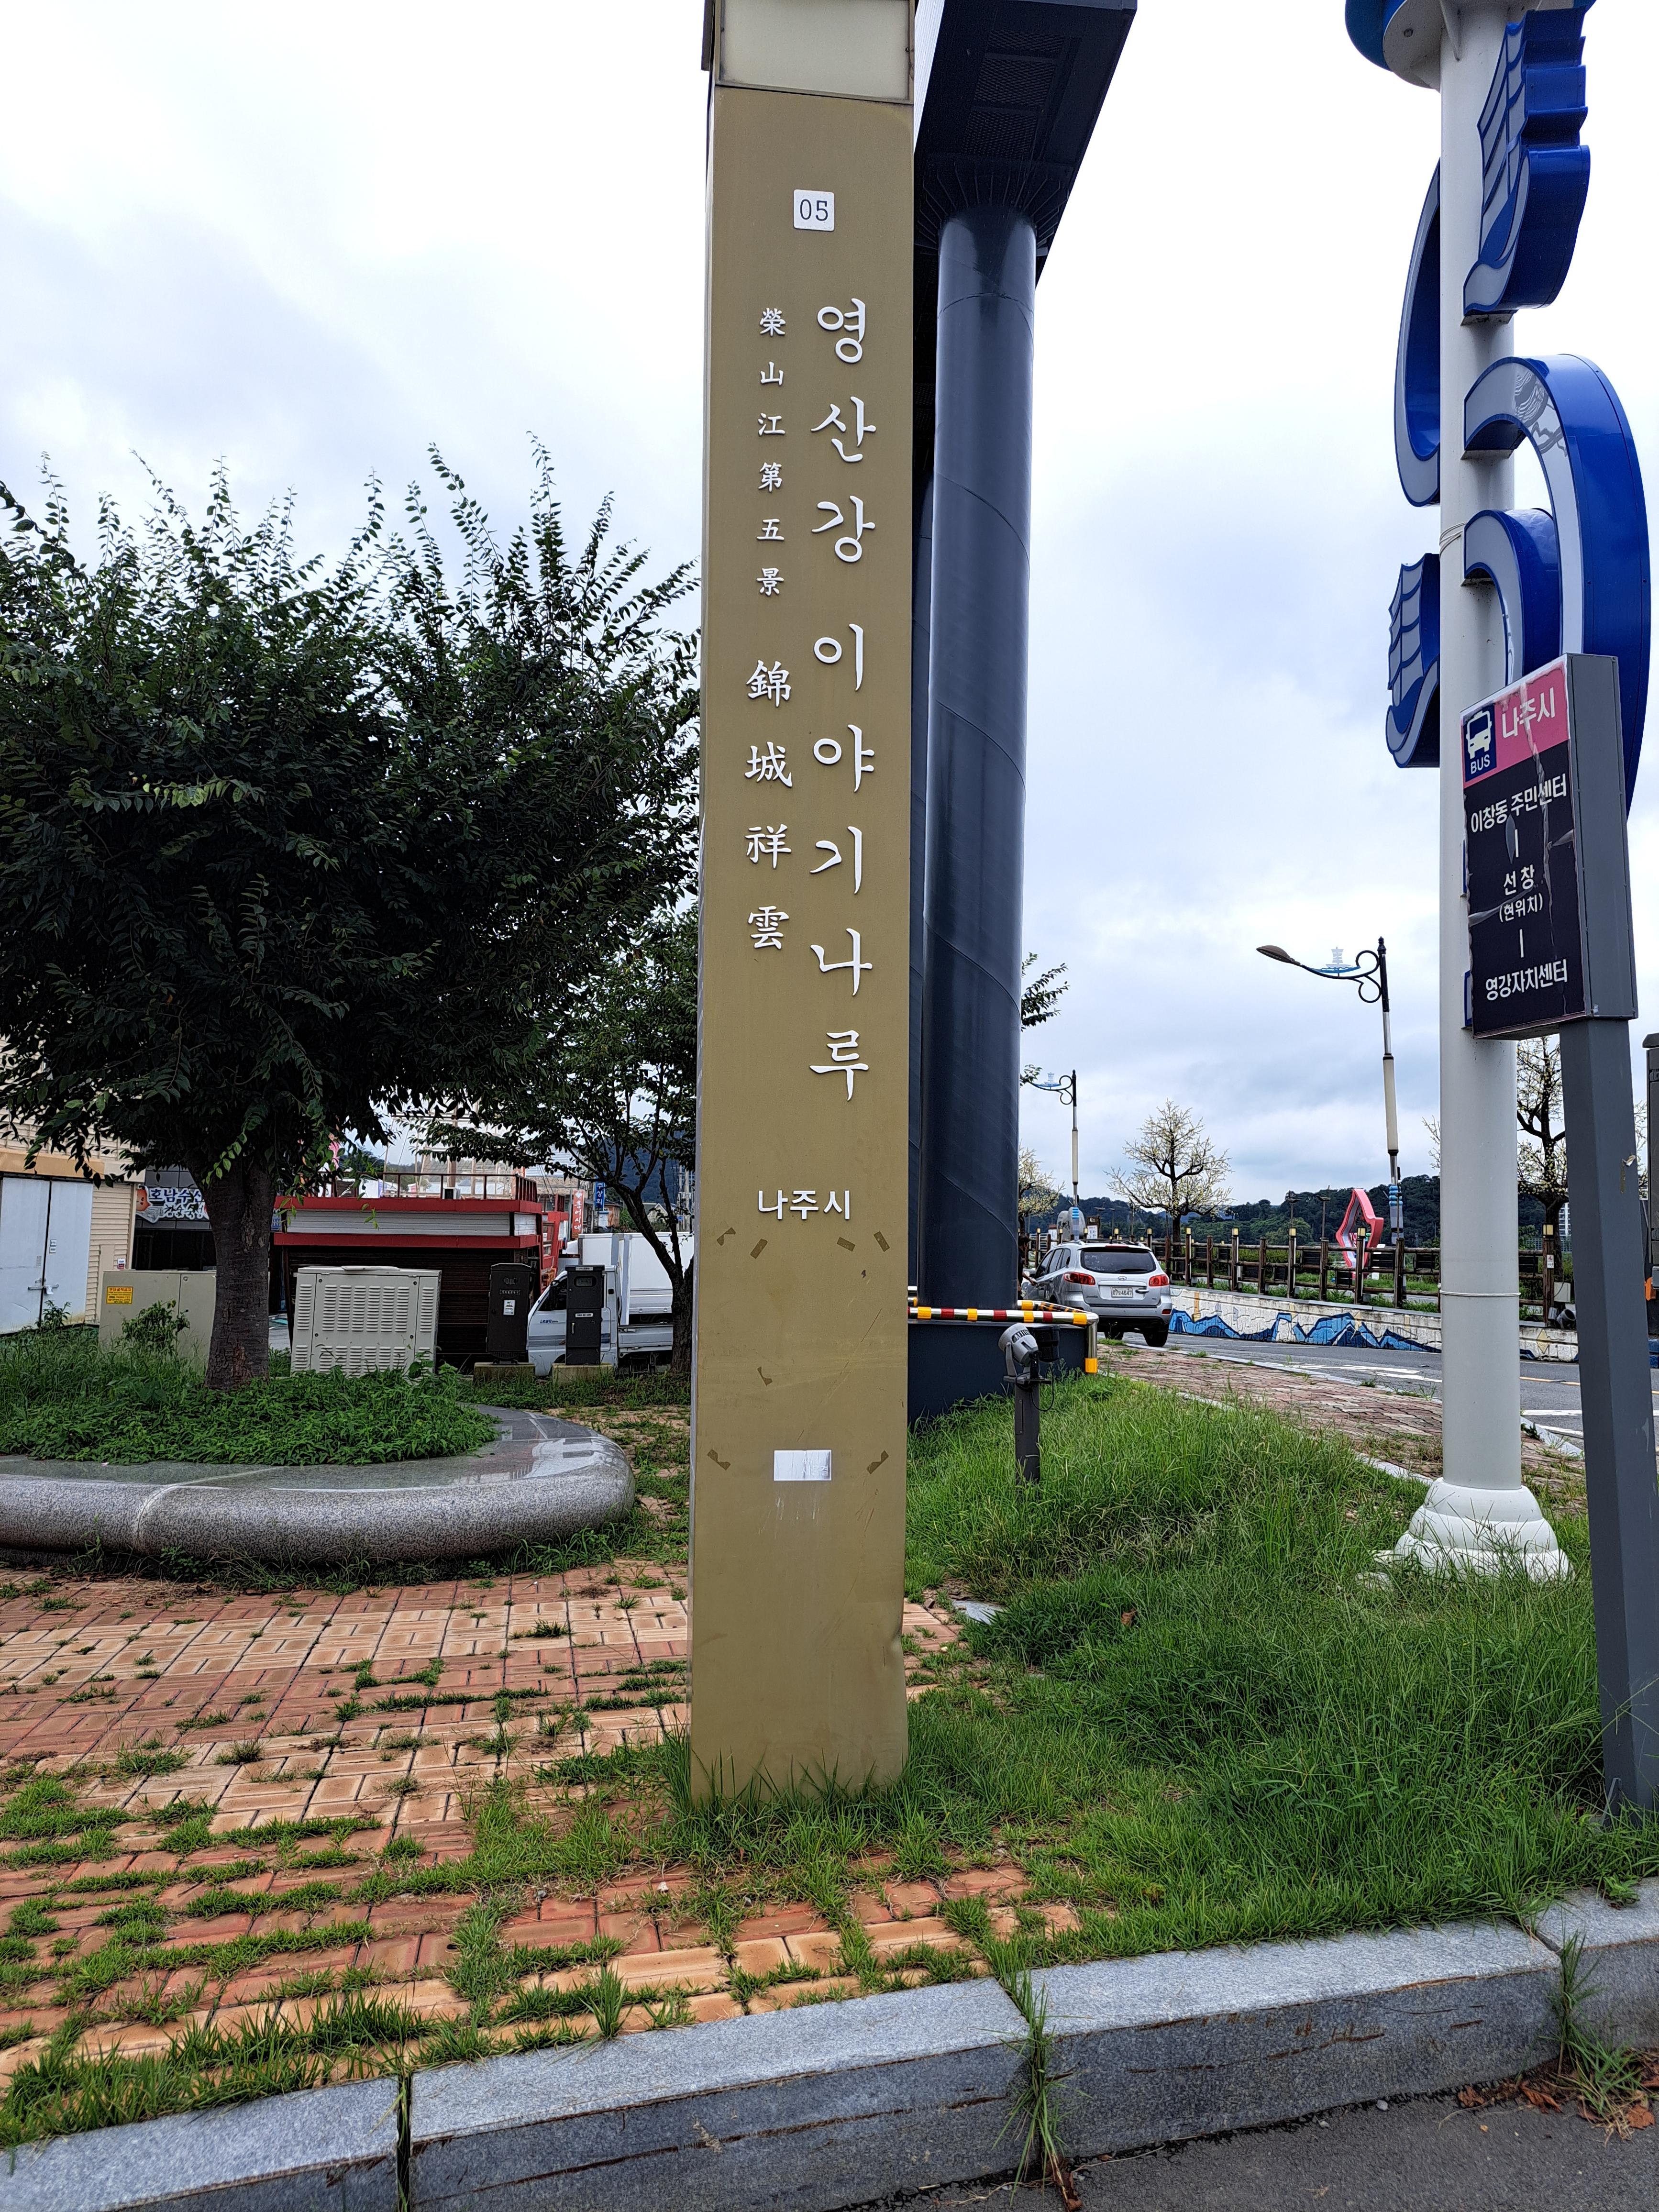 05
영산강 이야기나루
榮山江第五景 錦城祥雲
나주시
BUS
나주시
이창동 주민센터
선창
(현위치)
영강자치센터